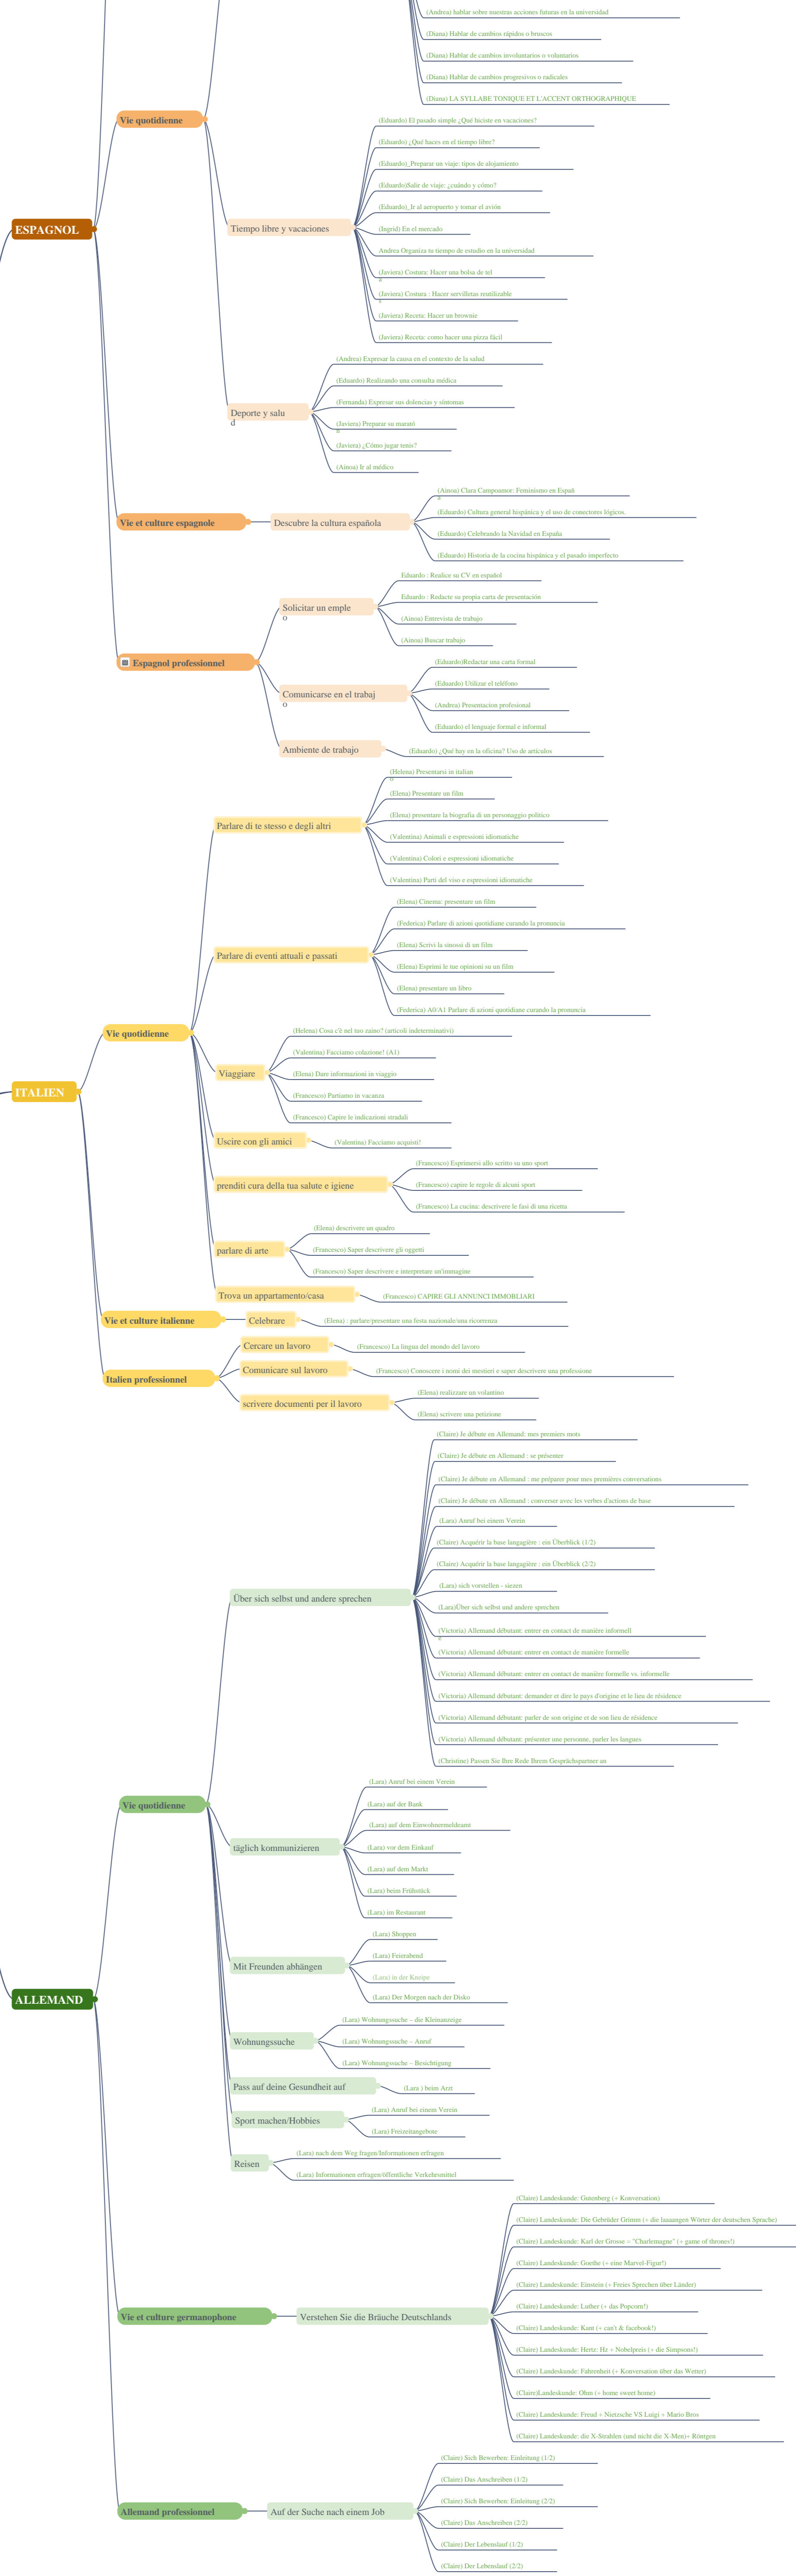 (Andrea) hablar sobre nuestras acciones futuras en la universidad
(Diana) Hablar de cambios rápidos o bruscos
(Diana) Hablar de cambios involuntarios o voluntarios
(Diana) Hablar de cambios progresivos o radicales
(Diana) LA SYLLABE TONIQUE ET L'ACCENT ORTHOGRAPHIQUE
Vie quotidienne
(Eduardo) El pasado simple ¿Qué hiciste en vacaciones?
(Eduardo) ¿Qué haces en el tiempo libre?
(Eduardo)_Preparar un viaje: tipos de alojamiento
(Eduardo)Salir de viaje: ¿cuándo y cómo?
(Eduardo)_Ir al aeropuerto y tomar el avión
ESPAGNOL
Tiempo libre y vacaciones
(Ingrid) En el mercado
Andrea Organiza tu tiempo de estudio en la universidad
(Javiera) Costura: Hacer una bolsa de tel
a
(Javiera) Costura : Hacer servilletas reutilizable
s
(Javiera) Receta: Hacer un brownie
(Javiera) Receta: como hacer una pizza fácil
(Andrea) Expresar la causa en el contexto de la salud
(Eduardo) Realizando una consulta médica
(Fernanda) Expresar sus dolencias y síntomas
Deporte y salu
d
(Javiera) Preparar su marató
n
(Javiera) ¿Cómo jugar tenis?
(Ainoa) Ir al médico
(Ainoa) Clara Campoamor: Feminismo en Españ
a
(Eduardo) Cultura general hispánica y el uso de conectores lógicos.
Vie et culture espagnole
Descubre la cultura española
(Eduardo) Celebrando la Navidad en España
(Eduardo) Historia de la cocina hispánica y el pasado imperfecto
Eduardo : Realice su CV en español
Eduardo : Redacte su propia carta de presentación
Solicitar un emple
o
(Ainoa) Entrevista de trabajo
(Ainoa) Buscar trabajo
Espagnol professionnel
(Eduardo)Redactar una carta formal
(Eduardo) Utilizar el teléfono
Comunicarse en el trabaj
o
(Andrea) Presentacion profesional
(Eduardo) el lenguaje formal e informal
Ambiente de trabajo
(Eduardo) ¿Qué hay en la oficina? Uso de artículos
(Helena) Presentarsi in italian
o
(Elena) Presentare un film
(Elena) presentare la biografia di un personaggio politico
Parlare di te stesso e degli altri
(Valentina) Animali e espressioni idiomatiche
(Valentina) Colori e espressioni idiomatiche
(Valentina) Parti del viso e espressioni idiomatiche
(Elena) Cinema: presentare un film
(Federica) Parlare di azioni quotidiane curando la pronuncia
(Elena) Scrivi la sinossi di un film
Parlare di eventi attuali e passati
(Elena) Esprimi le tue opinioni su un film
(Elena) presentare un libro
(Federica) A0/A1 Parlare di azioni quotidiane curando la pronuncia
Vie quotidienne
(Helena) Cosa c'è nel tuo zaino? (articoli indeterminativi)
(Valentina) Facciamo colazione! (A1)
Viaggiare
(Elena) Dare informazioni in viaggio
ITALIEN
(Francesco) Partiamo in vacanza
(Francesco) Capire le indicazioni stradali
Uscire con gli amici
(Valentina) Facciamo acquisti!
(Francesco) Esprimersi allo scritto su uno sport
prenditi cura della tua salute e igiene
(Francesco) capire le regole di alcuni sport
(Francesco) La cucina: descrivere le fasi di una ricetta
(Elena) descrivere un quadro
parlare di arte
(Francesco) Saper descrivere gli oggetti
(Francesco) Saper descrivere e interpretare un'immagine
Trova un appartamento/casa
(Francesco) CAPIRE GLI ANNUNCI IMMOBILIARI
Vie et culture italienne
Celebrare
(Elena) : parlare/presentare una festa nazionale/una ricorrenza
Cercare un lavoro
(Francesco) La lingua del mondo del lavoro
Italien professionnel
Comunicare sul lavoro
(Francesco) Conoscere i nomi dei mestieri e saper descrivere una professione
scrivere documenti per il lavoro
(Elena) realizzare un volantino
(Elena) scrivere una petizione
(Claire) Je débute en Allemand: mes premiers mots
(Claire) Je débute en Allemand : se présenter
(Claire) Je débute en Allemand : me préparer pour mes premières conversations
(Claire) Je débute en Allemand : converser avec les verbes d'actions de base
(Lara) Anruf bei einem Verein
(Claire) Acquérir la base langagière : ein Überblick (1/2)
(Claire) Acquérir la base langagière : ein Überblick (2/2)
(Lara) sich vorstellen - siezen
Über sich selbst und andere sprechen
(Lara)Über sich selbst und andere sprechen
(Victoria) Allemand débutant: entrer en contact de manière informell
e
(Victoria) Allemand débutant: entrer en contact de manière formelle
(Victoria) Allemand débutant: entrer en contact de manière formelle vs. informelle
(Victoria) Allemand débutant: demander et dire le pays d'origine et le lieu de résidence
(Victoria) Allemand débutant: parler de son origine et de son lieu de résidence
(Victoria) Allemand débutant: présenter une personne, parler les langues
(Christine) Passen Sie Ihre Rede Ihrem Gesprächspartner an
Vie quotidienne
(Lara) Anruf bei einem Verein
(Lara) auf der Bank
(Lara) auf dem Einwohnermeldeamt
täglich kommunizieren
(Lara) vor dem Einkauf
(Lara) auf dem Markt
(Lara) beim Frühstück
(Lara) im Restaurant
(Lara) Shoppen
(Lara) Feierabend
Mit Freunden abhängen
(Lara) in der Kneipe
(Lara) Der Morgen nach der Disko
ALLEMAND
(Lara) Wohnungssuche – die Kleinanzeige
Wohnungssuche
(Lara) Wohnungssuche – Anruf
(Lara) Wohnungssuche – Besichtigung
Pass auf deine Gesundheit auf
(Lara ) beim Arzt
Sport machen/Hobbies
(Lara) Anruf bei einem Verein
(Lara) Freizeitangebote
Reisen
(Lara) nach dem Weg fragen/Informationen erfragen
(Lara) Informationen erfragen/öffentliche Verkehrsmittel
(Claire) Landeskunde: Gutenberg (+ Konversation)
(Claire) Landeskunde: Die Gebrüder Grimm (+ die laaaangen Wörter der deutschen Sprache)
(Claire) Landeskunde: Karl der Grosse = "Charlemagne" (+ game of thrones!)
(Claire) Landeskunde: Goethe (+ eine Marvel-Figur!)
(Claire) Landeskunde: Einstein (+ Freies Sprechen über Länder)
(Claire) Landeskunde: Luther (+ das Popcorn!)
Vie et culture germanophone
Verstehen Sie die Bräuche Deutschlands
(Claire) Landeskunde: Kant (+ can't & facebook!)
(Claire) Landeskunde: Hertz: Hz + Nobelpreis (+ die Simpsons!)
(Claire) Landeskunde: Fahrenheit (+ Konversation über das Wetter)
(Claire)Landeskunde: Ohm (+ home sweet home)
(Claire) Landeskunde: Freud + Nietzsche VS Luigi + Mario Bros
(Claire) Landeskunde: die X-Strahlen (und nicht die X-Men)+ Röntgen
(Claire) Sich Bewerben: Einleitung (1/2)
(Claire) Das Anschreiben (1/2)
(Claire) Sich Bewerben: Einleitung (2/2)
Allemand professionnel
Auf der Suche nach einem Job
(Claire) Das Anschreiben (2/2)
(Claire) Der Lebenslauf (1/2)
(Claire) Der Lebenslauf (2/2)